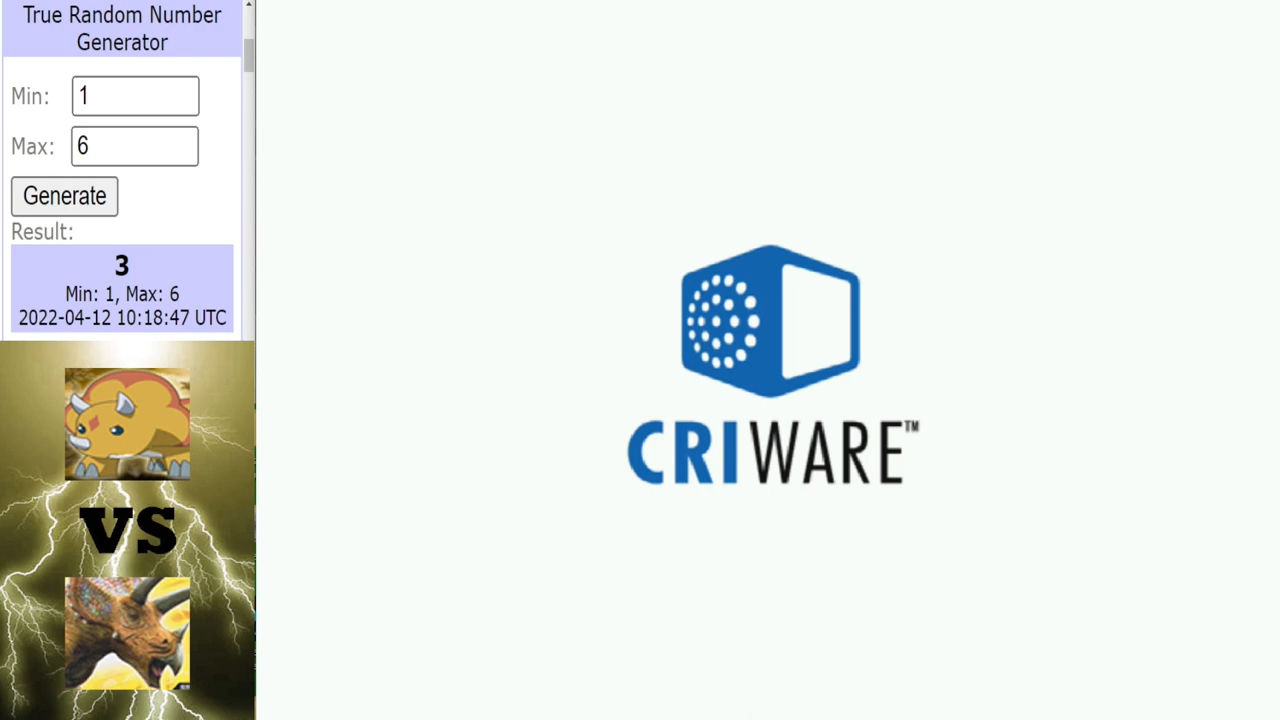 True Random Number
Generator
Min: 1
Max: 6
Generate
Result:
3
Min: 1, Max: 6
2022-04-12 10:18:47 UTC
VS
CRIWARE™